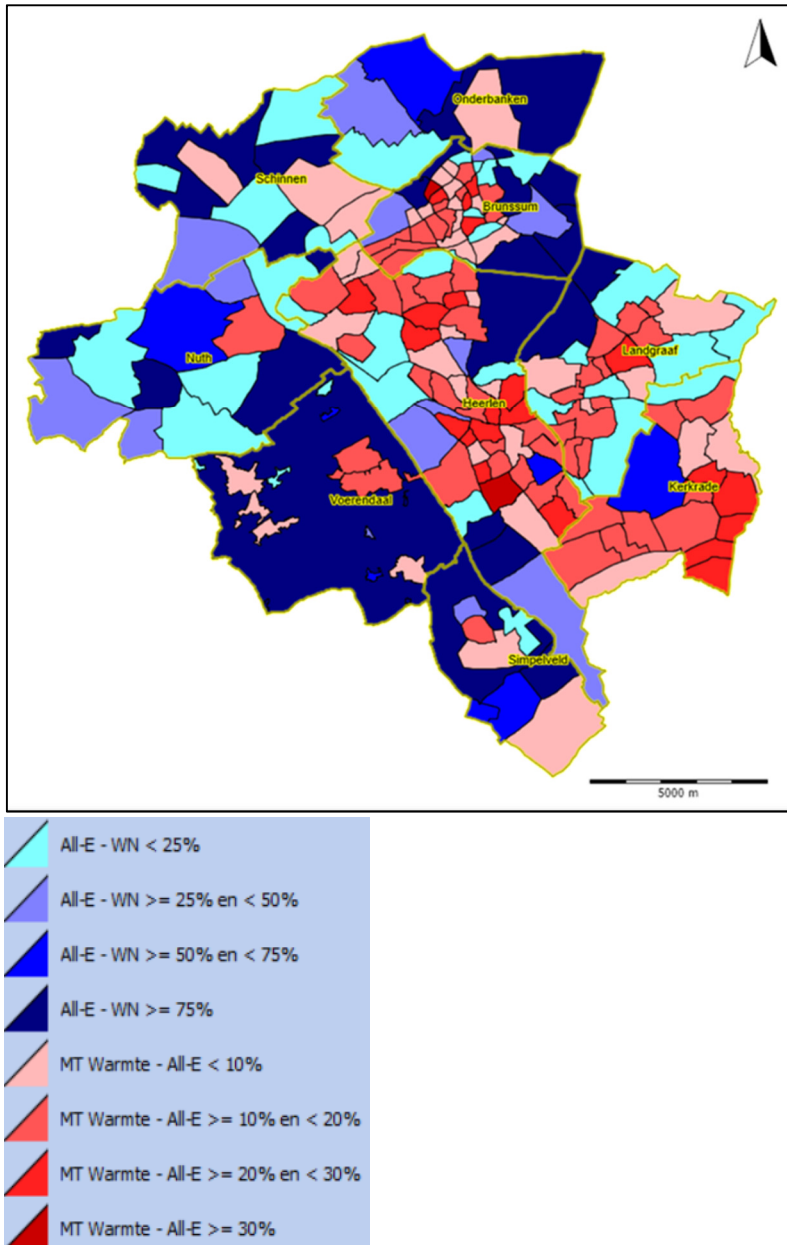 Onderbanken
Schinnen
Brunssum
Nuth
Landgraaf
Heerlen
Kerkrade
Voerendaal
Simpelveld
5000 m
All-E - WN < 25%
All-E - WN >= 25% en < 50%
All-E - WN >= 50% en < 75%
All-E - WN >= 75%
MT Warmte - All-E < 10%
MT Warmte - All-E >= 10% en < 20%
MT Warmte - All-E >= 20% en < 30%
MT Warmte - All-E >= 30%